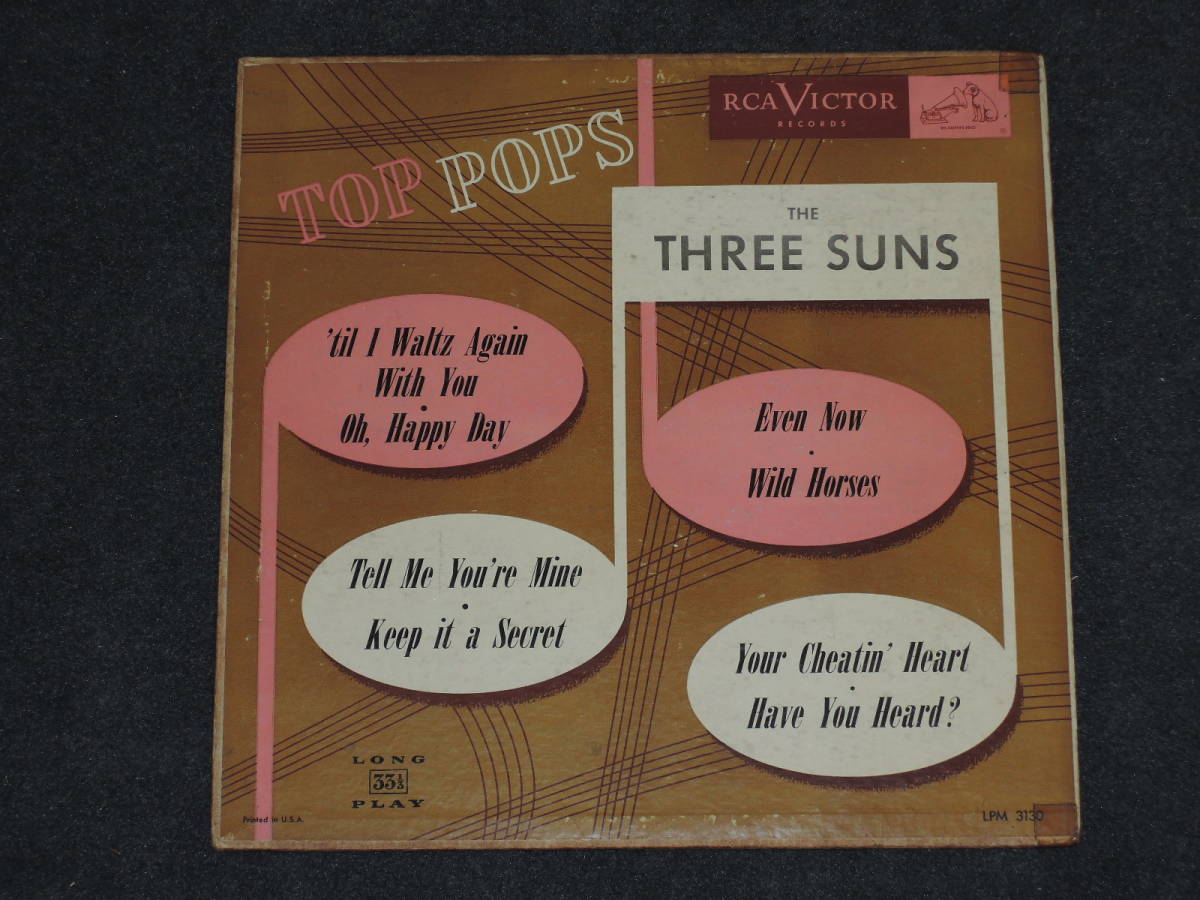 RCA VICTOR
RECORDS
TOP POPS
THE
THREE SUNS
'til I Waltz Again
With You
•
Oh, Happy Day
Even Now
•
Wild Horses
Tell Me You're Mine
•
Keep it a Secret
Your Cheatin' Heart
•
Have You Heard?
LONG
33⅓
PLAY
Printed in U.S.A.
LPM 3130